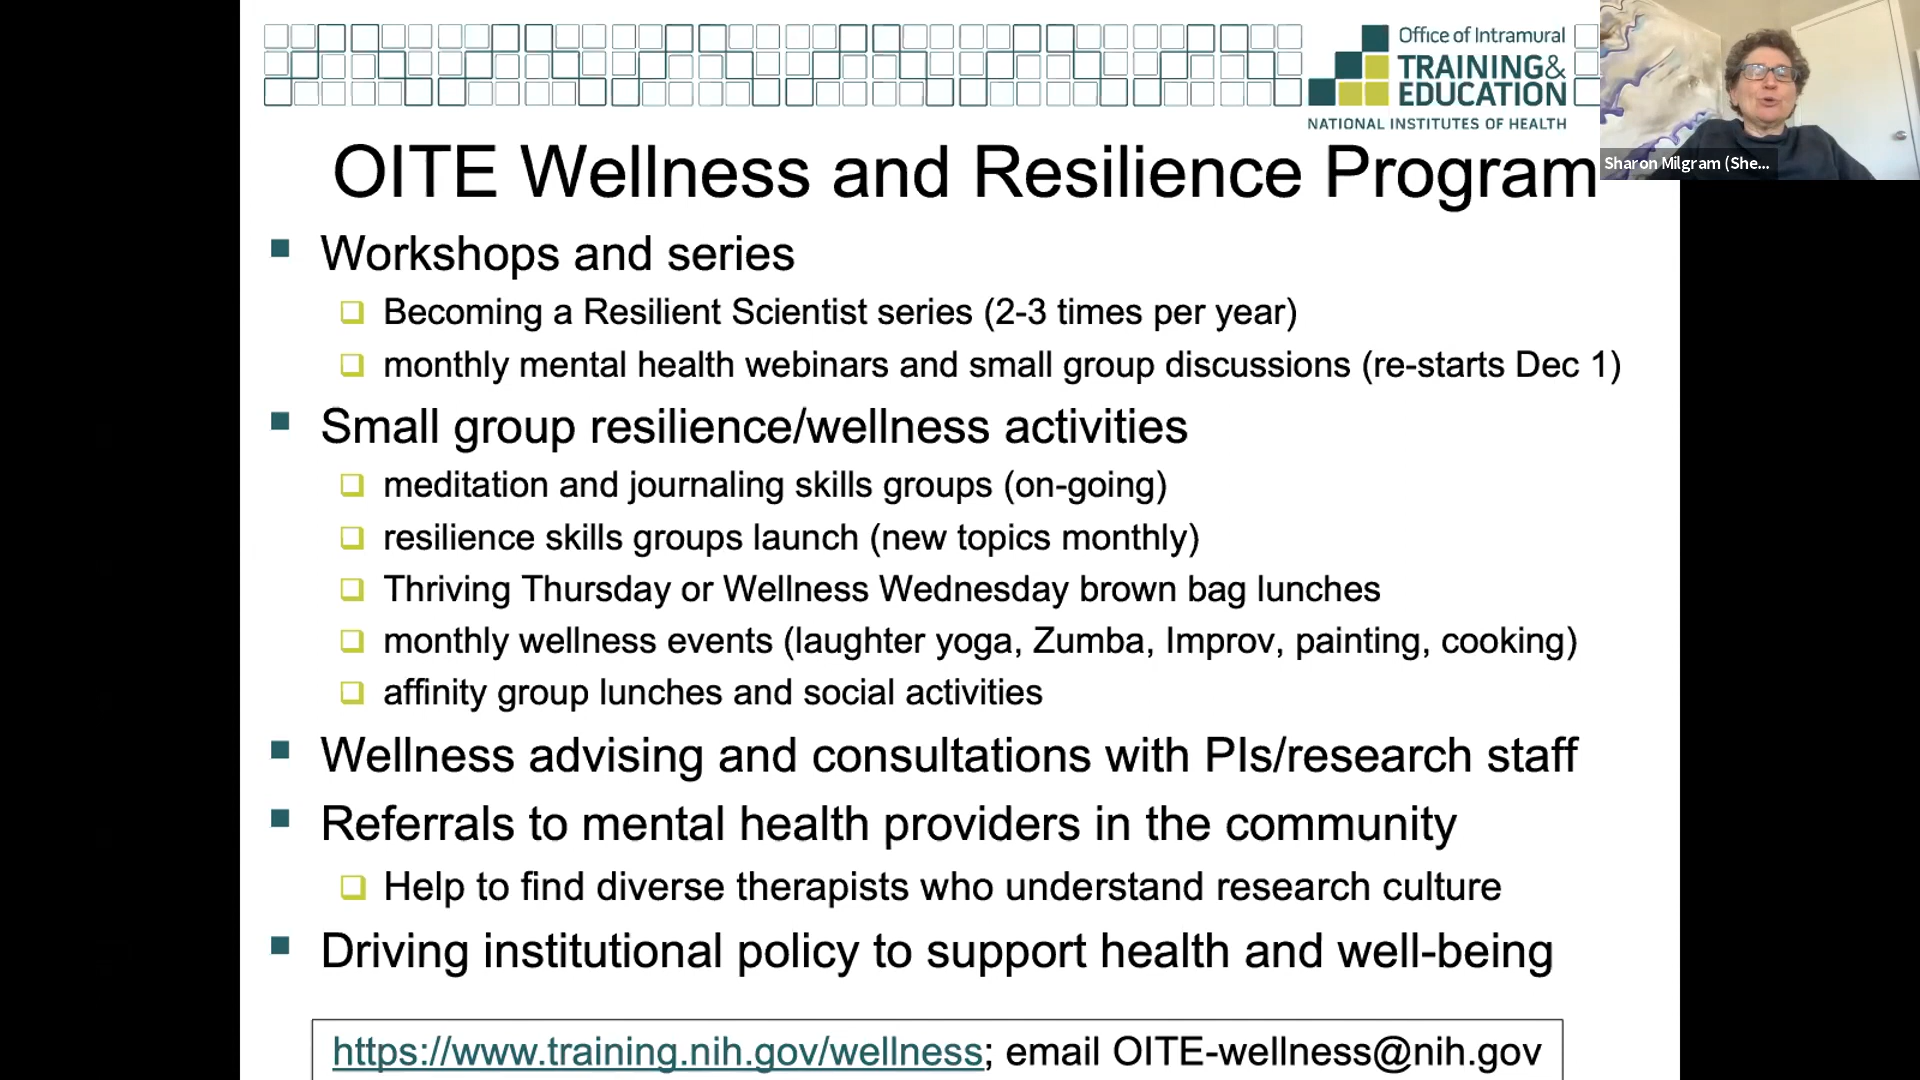 Office of Intramural
TRAINING&
EDUCATION
NATIONAL INSTITUTES OF HEALTH
Sharon Milgram (She...
OITE Wellness and Resilience Program
Workshops and series
Becoming a Resilient Scientist series (2-3 times per year)
monthly mental health webinars and small group discussions (re-starts Dec 1)
Small group resilience/wellness activities
meditation and journaling skills groups (on-going)
resilience skills groups launch (new topics monthly)
Thriving Thursday or Wellness Wednesday brown bag lunches
monthly wellness events (laughter yoga, Zumba, Improv, painting, cooking)
affinity group lunches and social activities
Wellness advising and consultations with PIs/research staff
Referrals to mental health providers in the community
Help to find diverse therapists who understand research culture
Driving institutional policy to support health and well-being
https://www.training.nih.gov/wellness; email OITE-wellness@nih.gov